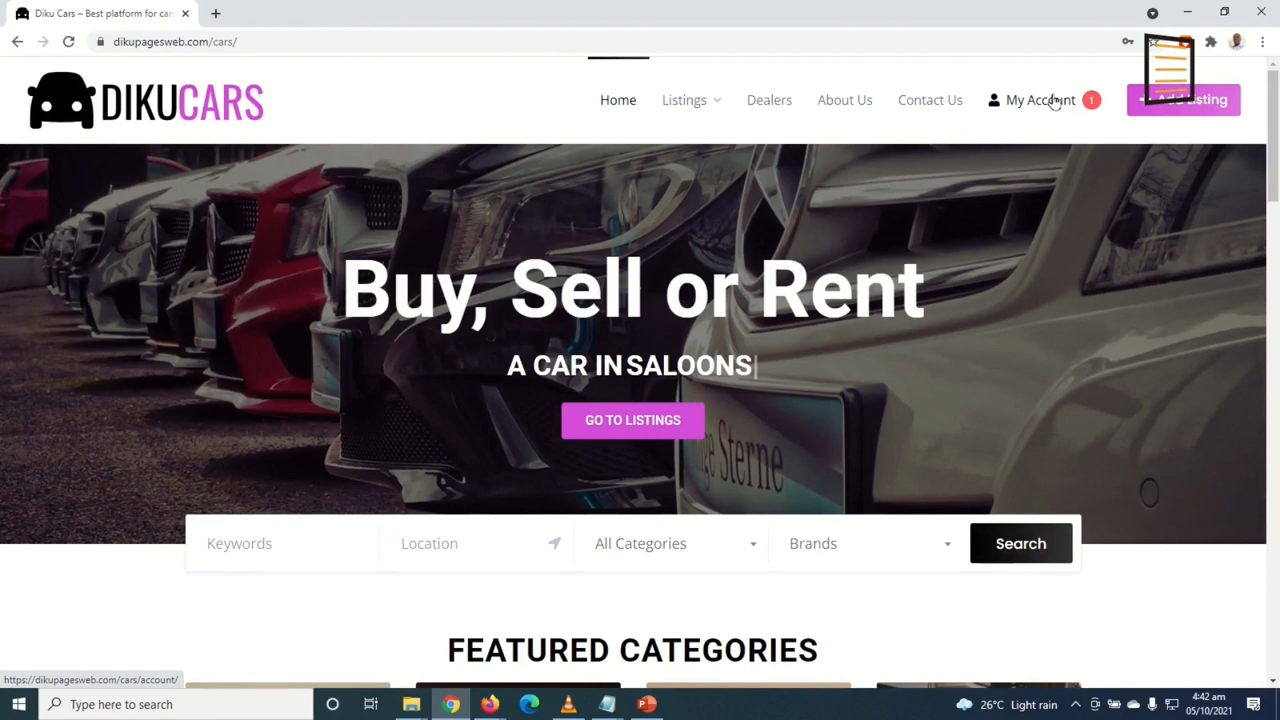 Diku Cars – Best platform for car
dikupagesweb.com/cars/
DIKUCARS
Home
Listings
Dealers
About Us
Contact Us
My Account
1
Listing
Buy, Sell or Rent
A CAR IN SALOONS
GO TO LISTINGS
Sterne
Keywords
Location
All Categories
Brands
Search
FEATURED CATEGORIES
https://dikupagesweb.com/cars/account/
Type here to search
26°C Light rain
4:42 am
05/10/2021